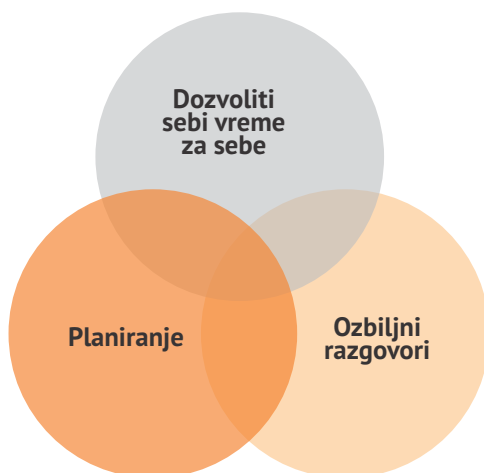 Dozvoliti
sebi vreme
za sebe
Planiranje
Ozbiljni
razgovori